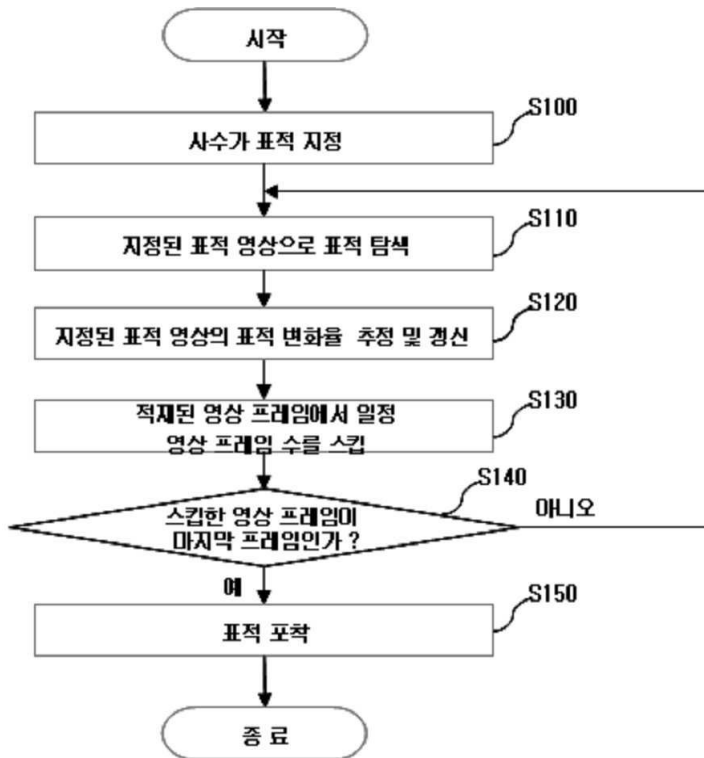 시작
S100
사수가 표적 지정
S110
지정된 표적 영상으로 표적 탐색
S120
지정된 표적 영상의 표적 변화율 추정 및 갱신
S130
적재된 영상 프레임에서 일정
영상 프레임 수를 스킵
S140
스킵한 영상 프레임이
마지막 프레임인가 ?
아니오
예
S150
표적 포착
종 료